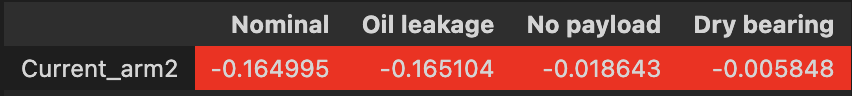 Nominal Oil leakage No payload Dry bearing
Current_arm2 -0.164995 -0.165104 -0.018643 -0.005848